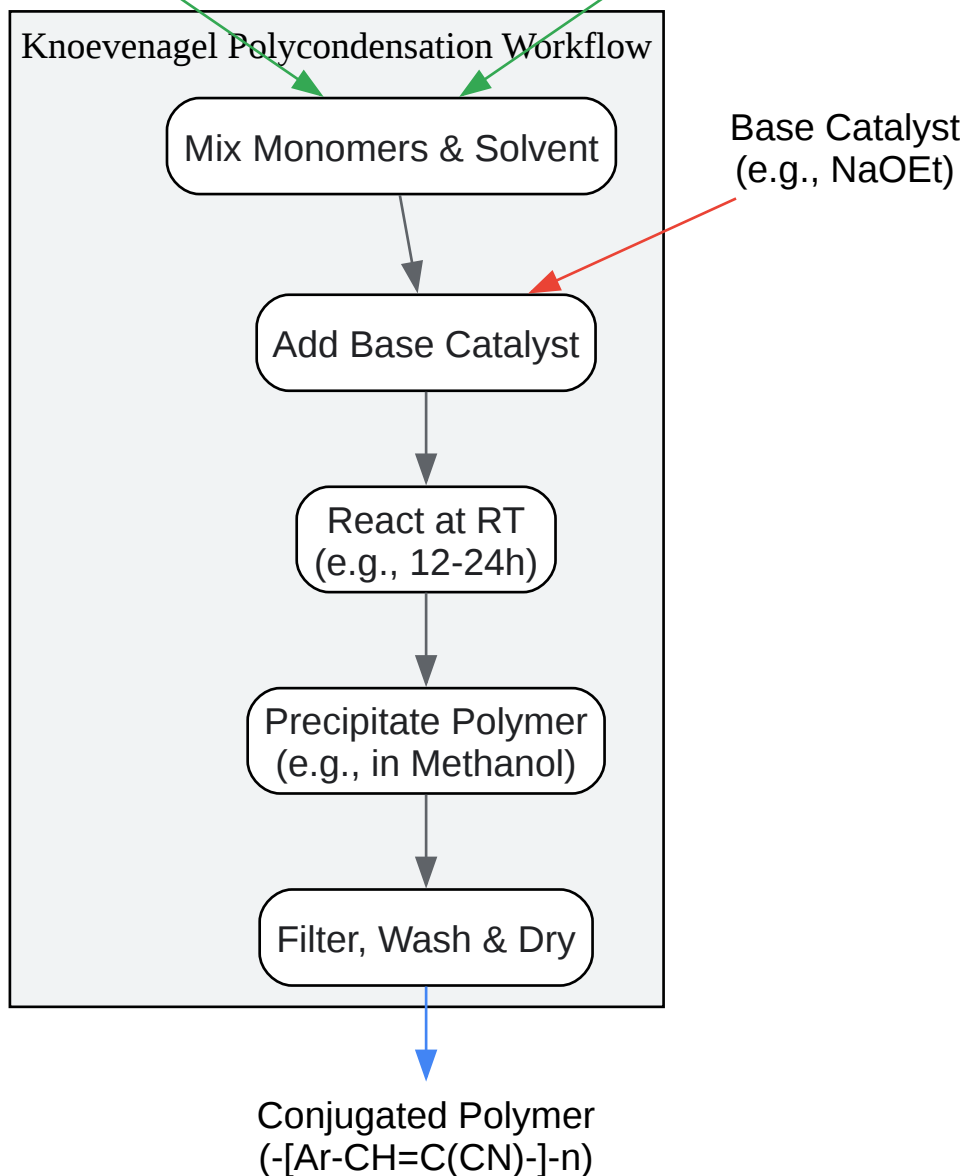 Knoevenagel Polycondensation Workflow
Mix Monomers & Solvent
Base Catalyst
(e.g., NaOEt)
Add Base Catalyst
React at RT
(e.g., 12-24h)
Precipitate Polymer
(e.g., in Methanol)
Filter, Wash & Dry
Conjugated Polymer
(-[Ar-CH=C(CN)-]-n)